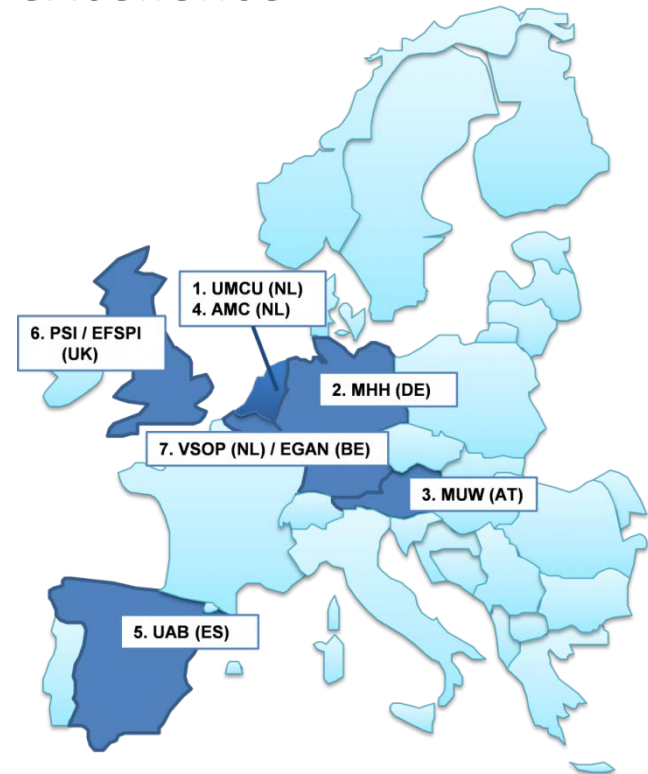 1. UMCU (NL)
4. AMC (NL)
6. PSI / EFSPI
(UK)
2. MHH (DE)
7. VSOP (NL) / EGAN (BE)
3. MUW (AT)
5. UAB (ES)